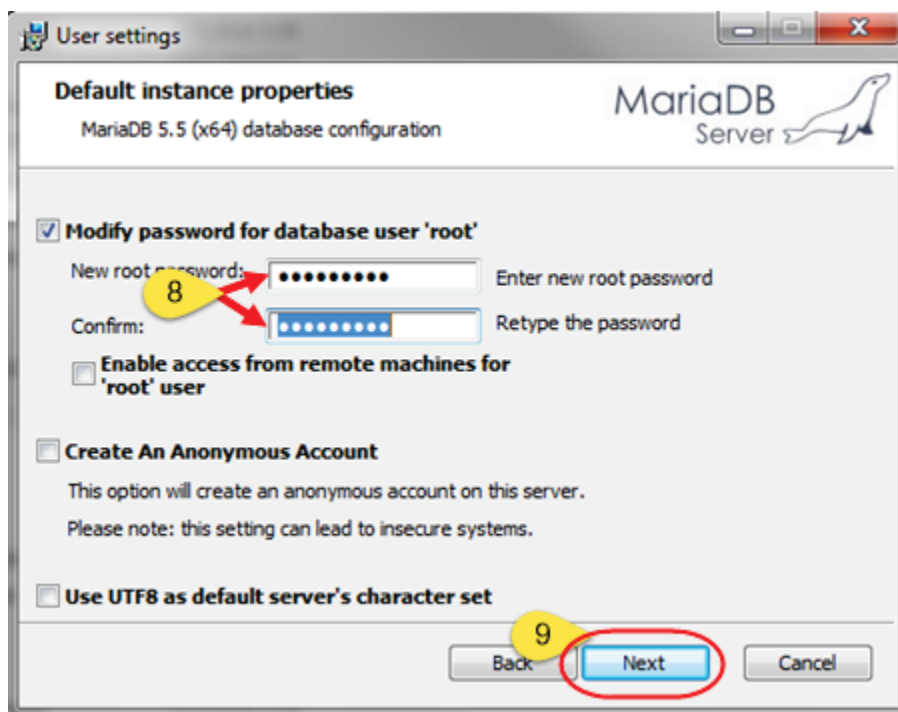 User settings
Default instance properties
MariaDB 5.5 (x64) database configuration
MariaDB
Server
Modify password for database user 'root'
New root password: ●●●●●●●●● Enter new root password
8
Confirm: ●●●●●●●●● Retype the password
Enable access from remote machines for
'root' user
Create An Anonymous Account
This option will create an anonymous account on this server.
Please note: this setting can lead to insecure systems.
Use UTF8 as default server's character set
9
Back Next Cancel